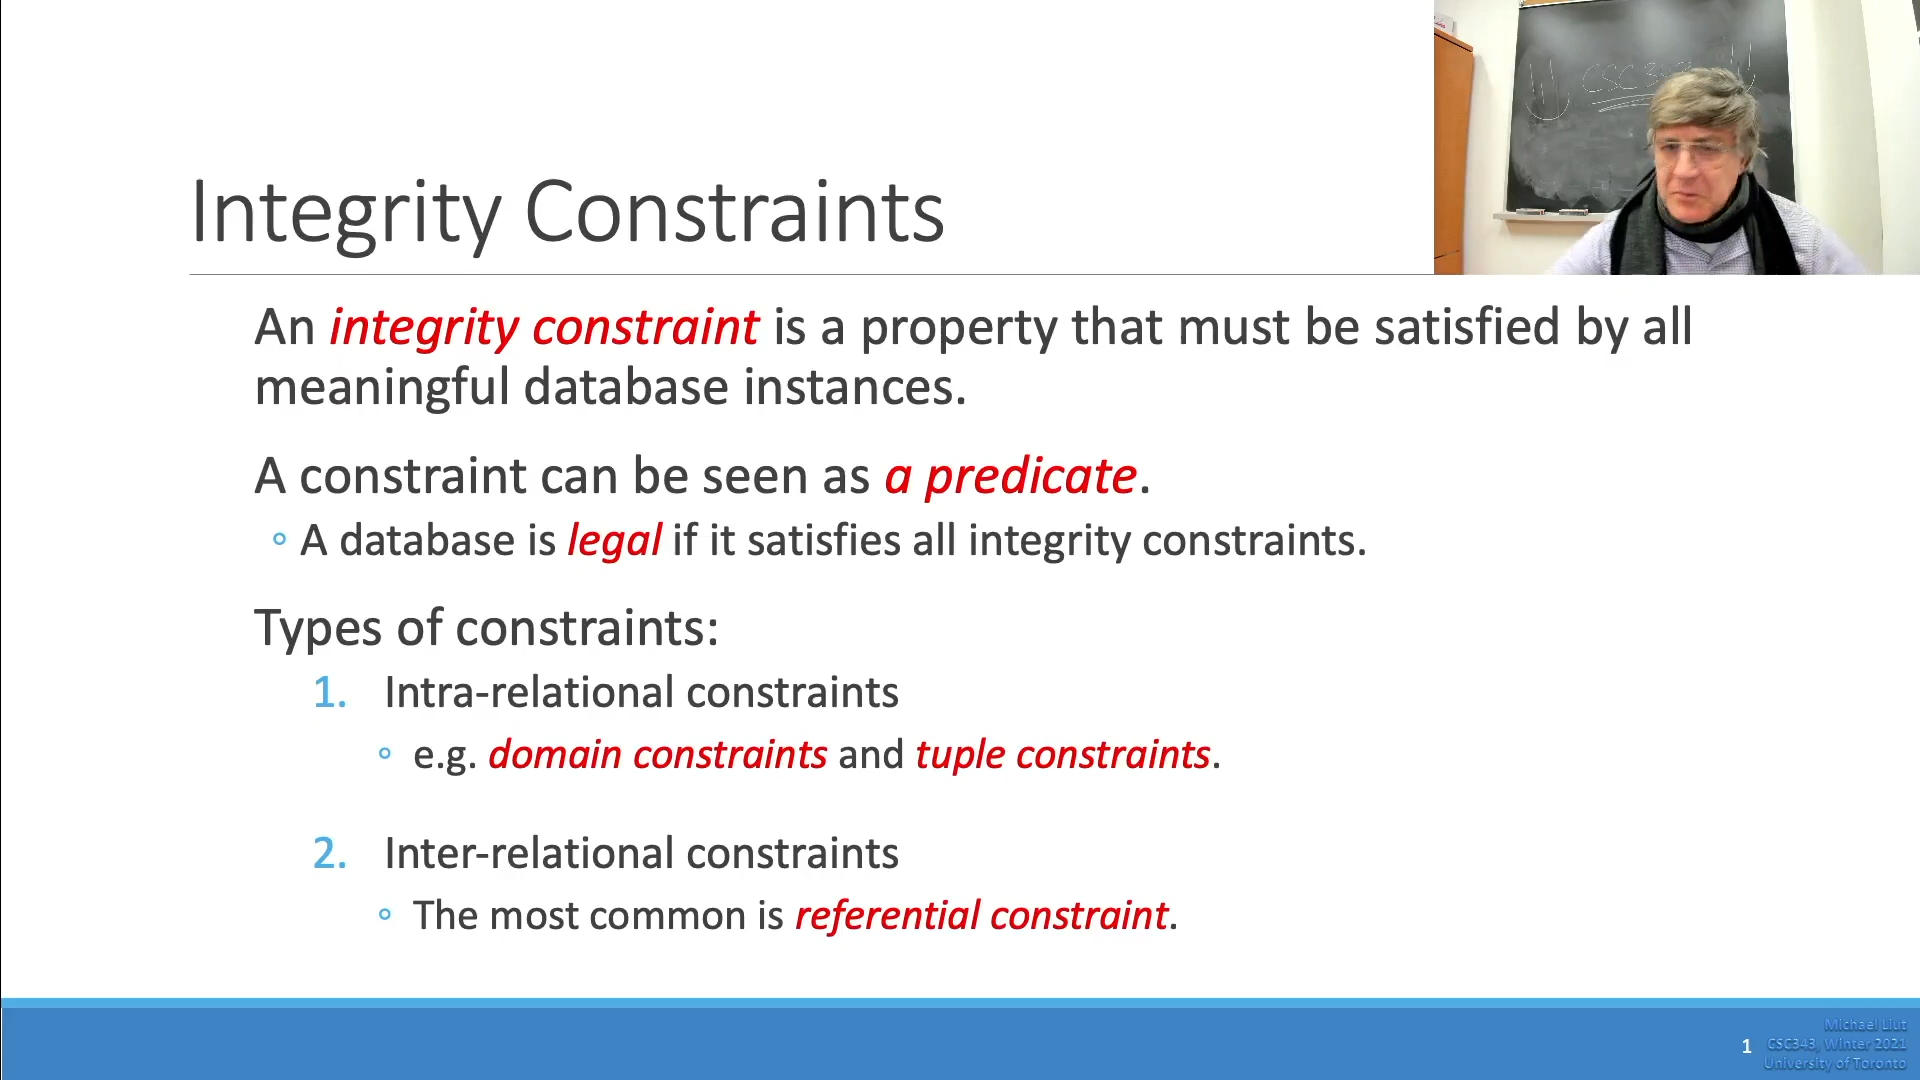 CSC343
Integrity Constraints
An integrity constraint is a property that must be satisfied by all
meaningful database instances.
A constraint can be seen as a predicate.
◦ A database is legal if it satisfies all integrity constraints.
Types of constraints:
1. Intra-relational constraints
◦ e.g. domain constraints and tuple constraints.
2. Inter-relational constraints
◦ The most common is referential constraint.
Michael Liut
1 CSC343, Winter 2021
University of Toronto